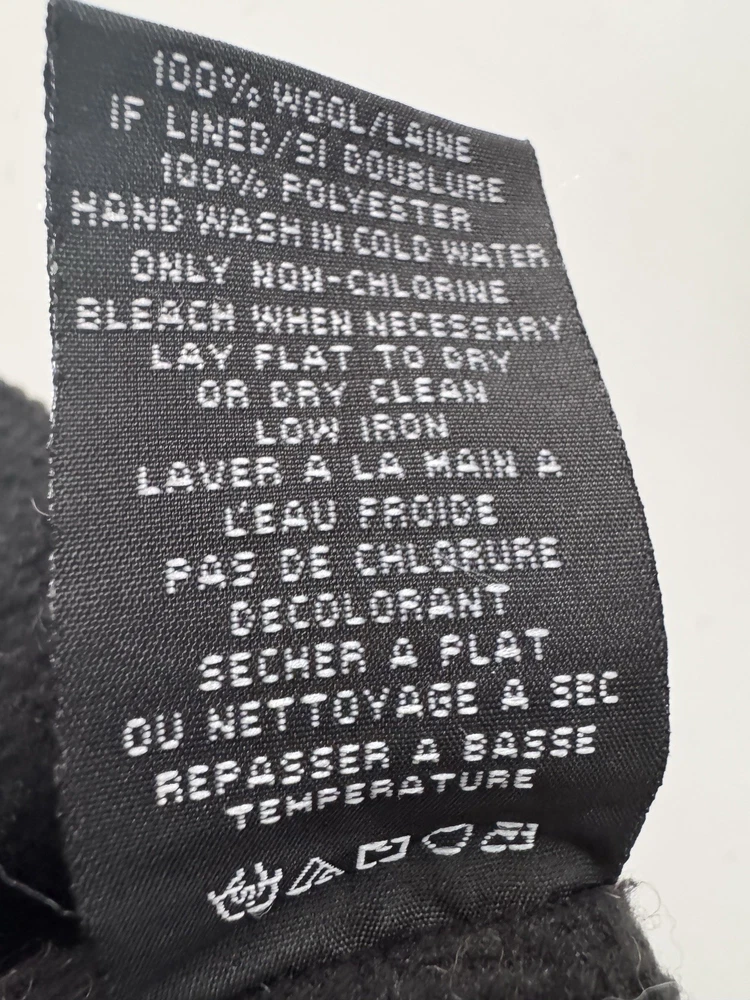 100% WOOL/LAINE
IF LINED/SI DOUBLURE
100% POLYESTER
HAND WASH IN COLD WATER
ONLY NON-CHLORINE
BLEACH WHEN NECESSARY
LAY FLAT TO DRY
OR DRY CLEAN
LOW IRON
LAVER A LA MAIN A
L'EAU FROIDE
PAS DE CHLORURE
DECOLORANT
SECHER A PLAT
OU NETTOYAGE A SEC
REPASSER A BASSE
TEMPERATURE